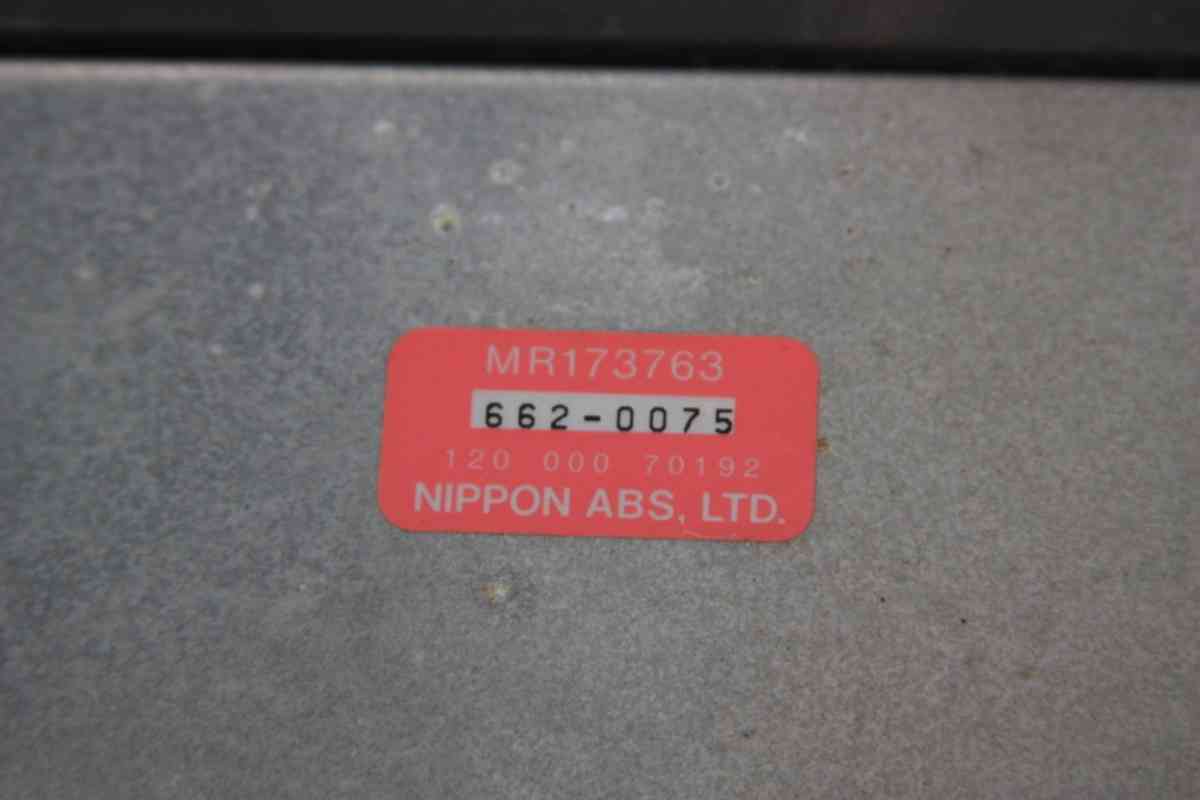 MR173763
662-0075
120 000 70192
NIPPON ABS, LTD.